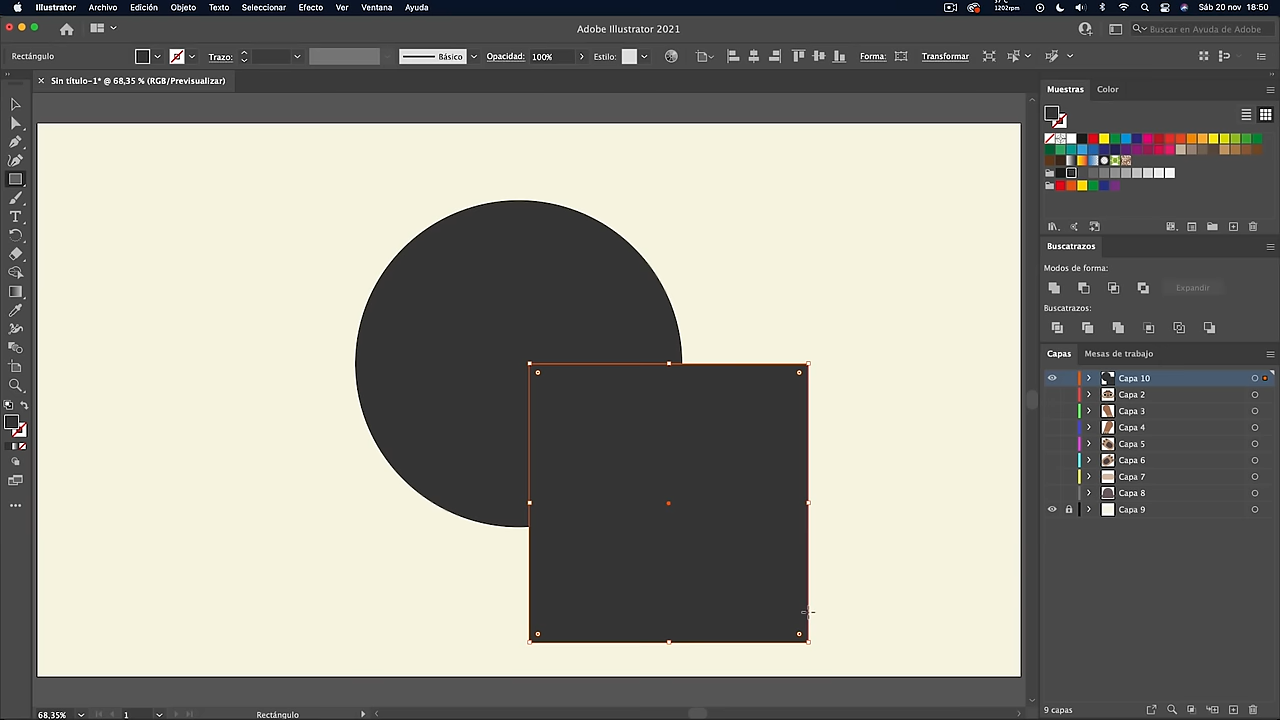 Illustrator Archivo Edición Objeto Texto Seleccionar Efecto Ver Ventana Ayuda 1202rpm Sáb 20 nov 18:50
Adobe Illustrator 2021 Buscar en Ayuda de Adobe
Rectángulo Trazo: Básico Opacidad: 100% Estilo: Forma: Transformar
× Sin título-1* @ 68,35 % (RGB/Previsualizar)
Muestras Color
Buscatrazos
Modos de forma:
Expandir
Buscatrazos:
Capas Mesas de trabajo
Capa 10
Capa 2
Capa 3
Capa 4
Capa 5
Capa 6
Capa 7
Capa 8
Capa 9
68,35% 1 Rectángulo 9 capas